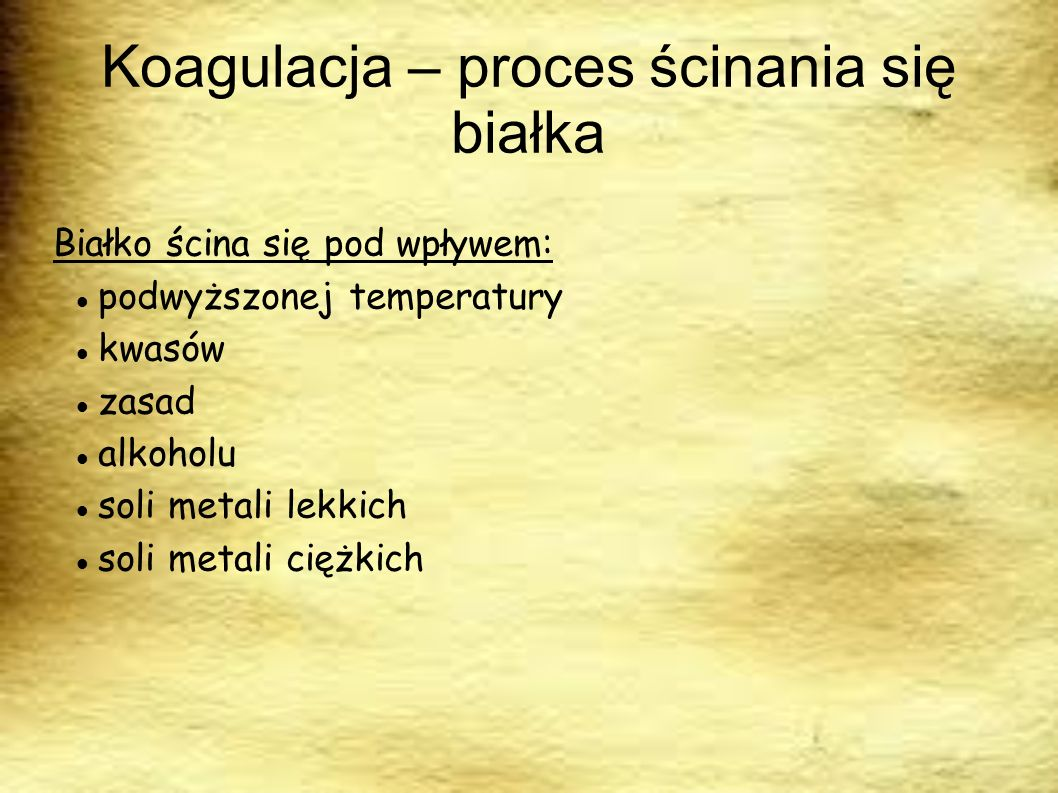 Koagulacja – proces ścinania się
białka
Białko ścina się pod wpływem:
● podwyższonej temperatury
● kwasów
● zasad
● alkoholu
● soli metali lekkich
● soli metali ciężkich